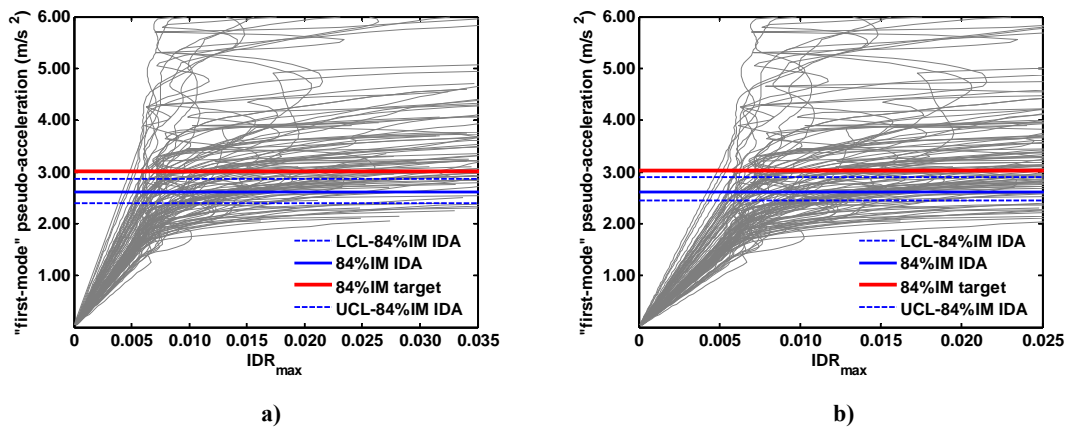 a)
"first-mode" pseudo-acceleration (m/s ²)
6.00
5.00
4.00
3.00
2.00
1.00
LCL-84%IM IDA
84%IM IDA
84%IM target
UCL-84%IM IDA
0 0.005 0.010 0.015 0.020 0.025 0.030 0.035
IDR max
a)
b)
"first-mode" pseudo-acceleration (m/s ²)
6.00
5.00
4.00
3.00
2.00
1.00
LCL-84%IM IDA
84%IM IDA
84%IM target
UCL-84%IM IDA
0 0.005 0.010 0.015 0.020 0.025
IDR max
b)